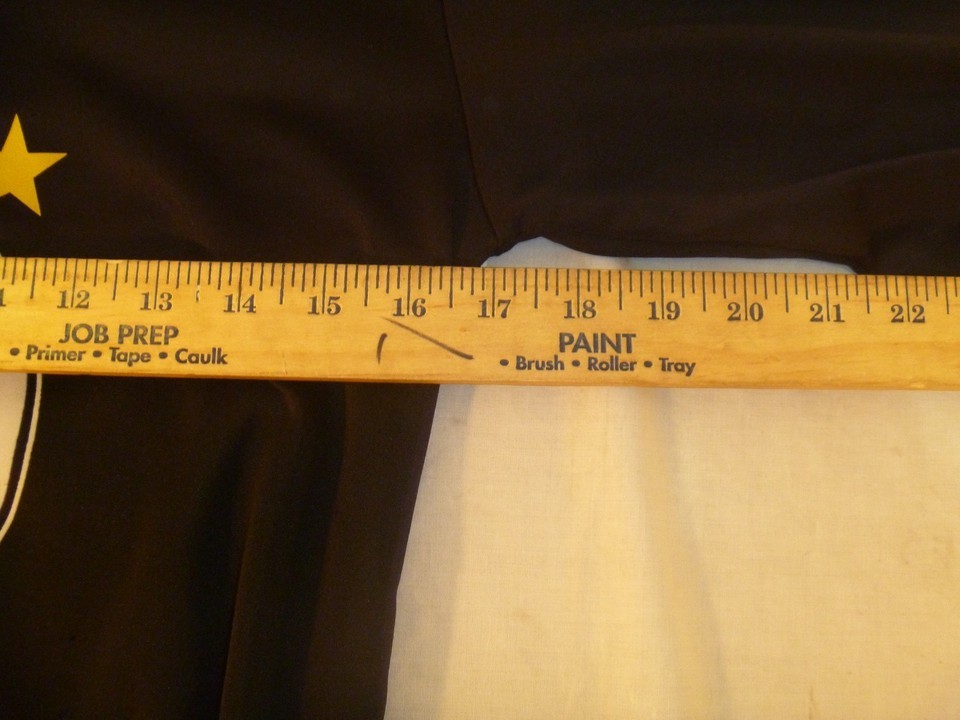 1 12 13 14 15 16 17 18 19 20 21 22
JOB PREP
• Primer • Tape • Caulk
PAINT
• Brush • Roller • Tray